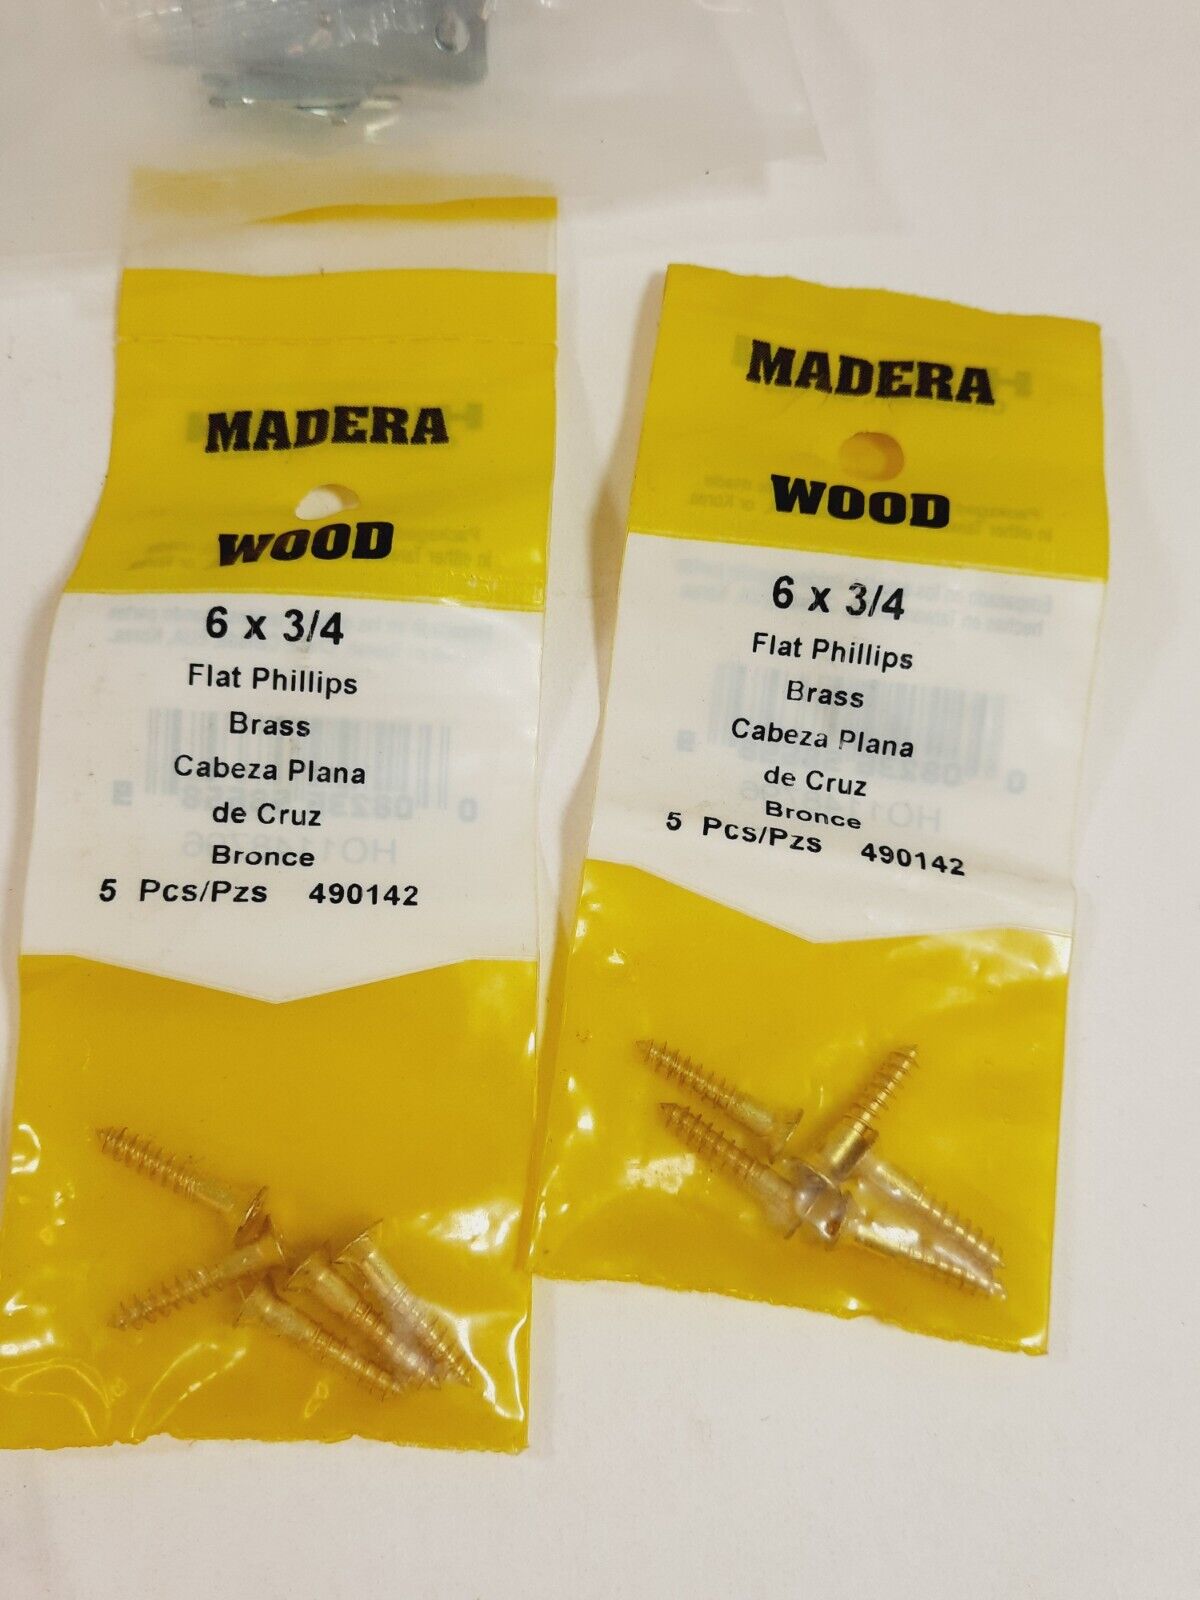 MADERA
WOOD
6 x 3/4
Flat Phillips
Brass
Cabeza Plana
de Cruz
Bronce
5 Pcs/Pzs 490142
MADERA
WOOD
6 x 3/4
Flat Phillips
Brass
Cabeza Plana
de Cruz
Bronce
5 Pcs/Pzs 490142